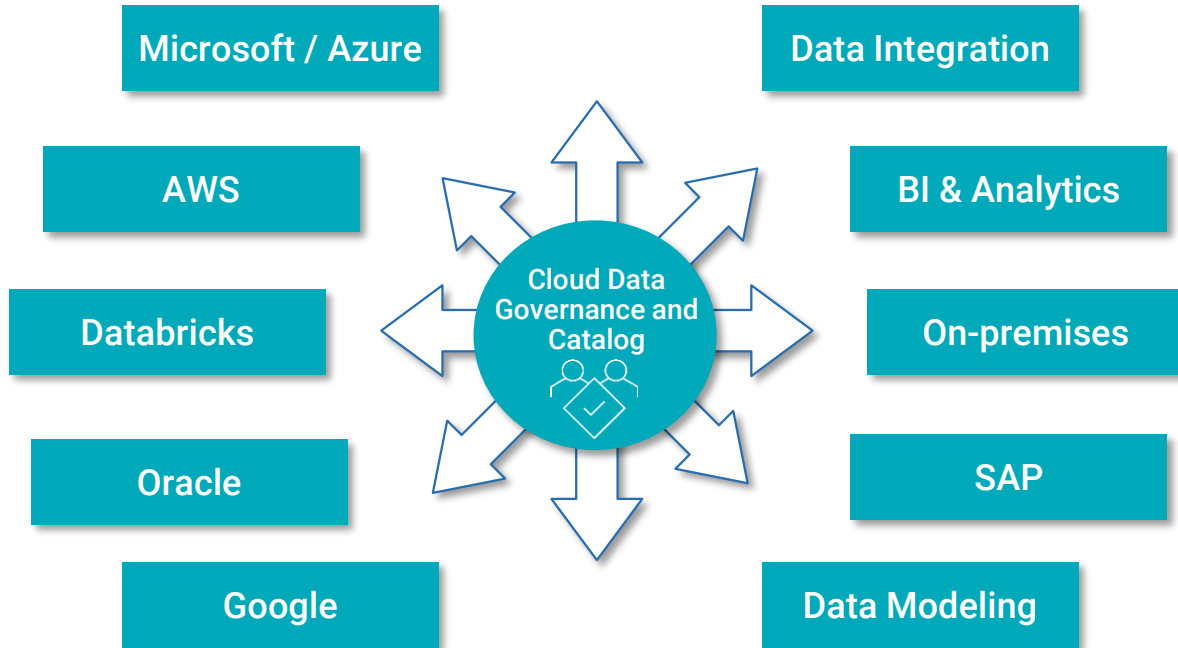 Microsoft / Azure
Data Integration
AWS
BI & Analytics
Cloud Data
Governance and
Catalog
Databricks
On-premises
Oracle
SAP
Google
Data Modeling